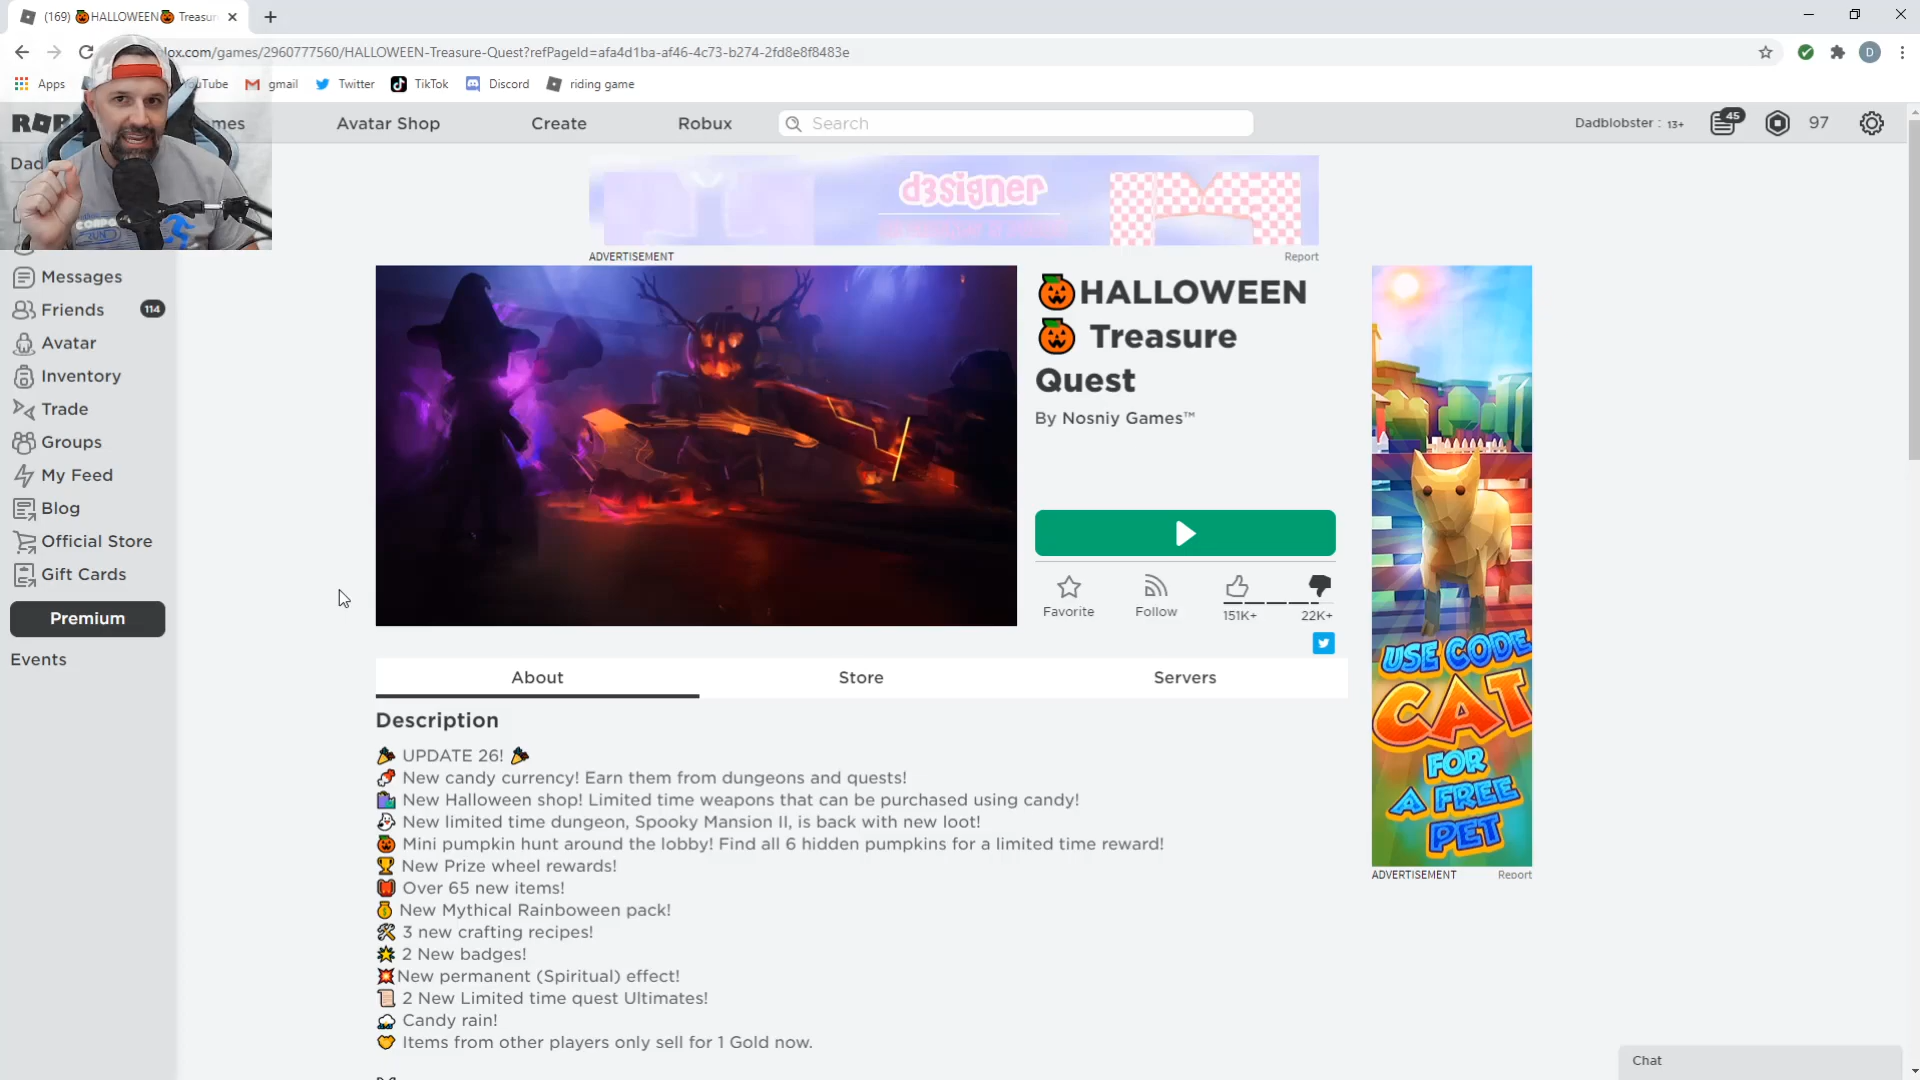 (169) 🎃HALLOWEEN🎃 Treasur
lox.com/games/2960777560/HALLOWEEN-Treasure-Quest?refPageId=afa4d1ba-af46-4c73-b274-2fd8e8f8483e
Apps
YouTube
gmail
Twitter
TikTok
Discord
riding game
Avatar Shop
Create
Robux
Search
Dadblobster : 13+
45
97
Dad
Messages
Friends
114
Avatar
Inventory
Trade
Groups
My Feed
Blog
Official Store
Gift Cards
Premium
Events
d3signer
ADVERTISEMENT
Report
🎃HALLOWEEN
🎃 Treasure
Quest
By Nosniy Games™
Favorite
Follow
151K+
22K+
About
Store
Servers
Description
🎉 UPDATE 26! 🎉
🍬 New candy currency! Earn them from dungeons and quests!
🛍 New Halloween shop! Limited time weapons that can be purchased using candy!
👻 New limited time dungeon, Spooky Mansion II, is back with new loot!
🎃 Mini pumpkin hunt around the lobby! Find all 6 hidden pumpkins for a limited time reward!
🏆 New Prize wheel rewards!
🎒 Over 65 new items!
💰 New Mythical Rainboween pack!
🛠 3 new crafting recipes!
🌟 2 New badges!
💥New permanent (Spiritual) effect!
📜 2 New Limited time quest Ultimates!
🌧 Candy rain!
💛 Items from other players only sell for 1 Gold now.
USE CODE
CAT
FOR
A FREE
PET
ADVERTISEMENT
Report
Chat
D